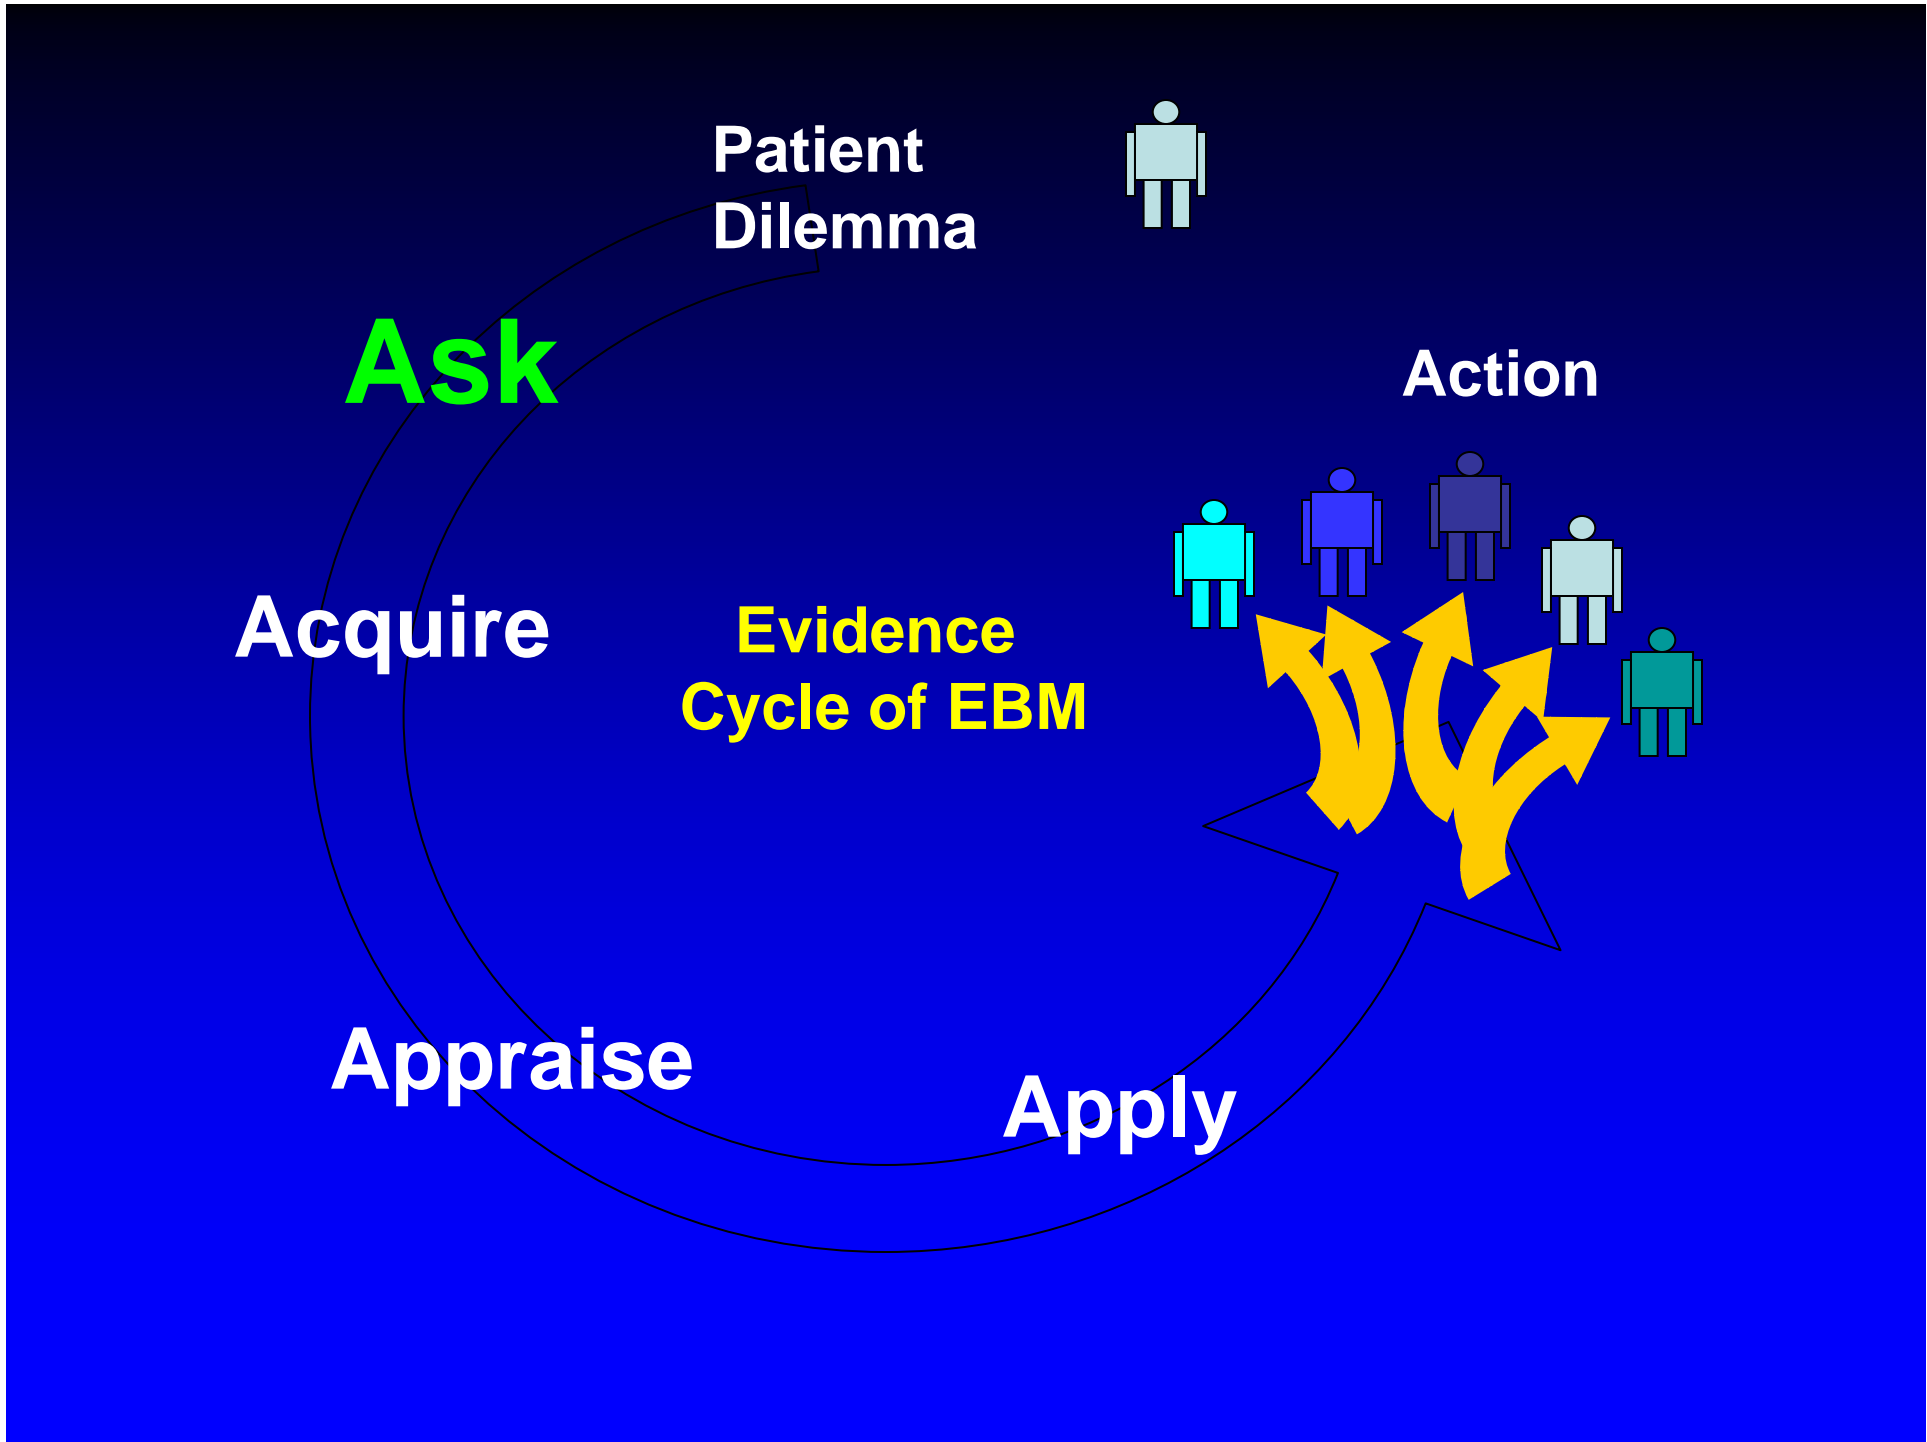 Patient
Dilemma
Ask
Action
Acquire
Evidence
Cycle of EBM
Appraise
Apply